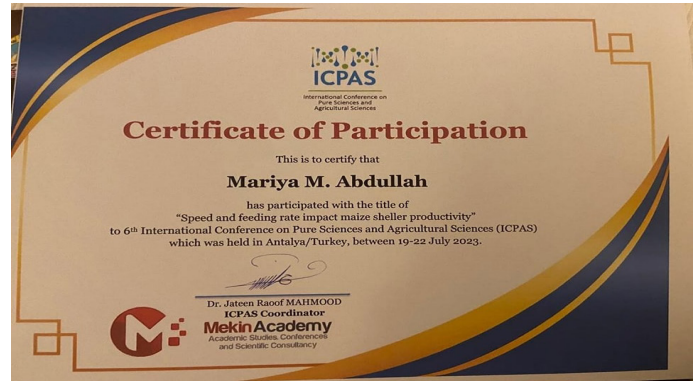 ICPAS
International Conference on
Pure Sciences and
Agricultural Sciences
Certificate of Participation
This is to certify that
Mariya M. Abdullah
has participated with the title of
“Speed and feeding rate impact maize sheller productivity”
to 6th International Conference on Pure Sciences and Agricultural Sciences (ICPAS)
which was held in Antalya/Turkey, between 19-22 July 2023.
Dr. Jateen Raoof MAHMOOD
ICPAS Coordinator
Mekin Academy
Academic Studies, Conferences
and Scientific Consultancy